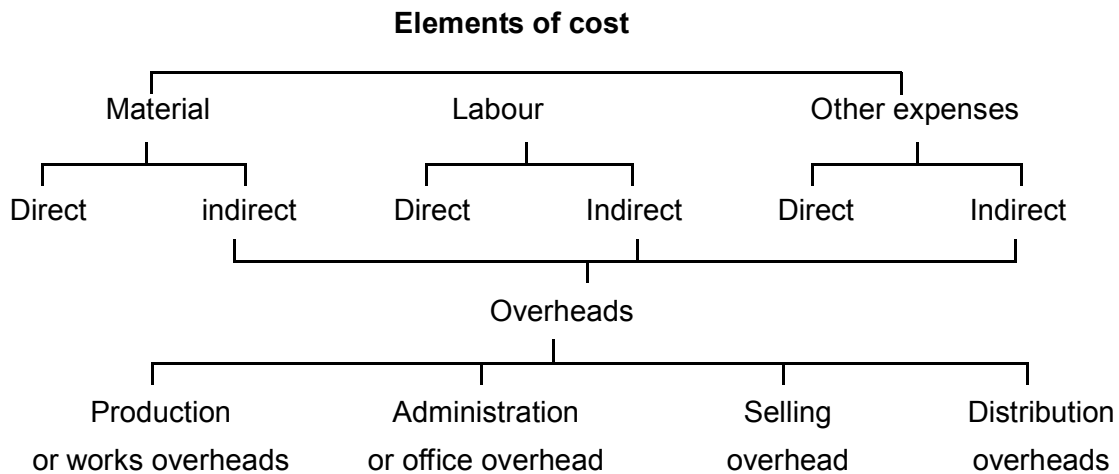 Elements of cost
Material Labour Other expenses
Direct indirect Direct Indirect Direct Indirect
Overheads
Production Administration Selling Distribution
or works overheads or office overhead overhead overheads